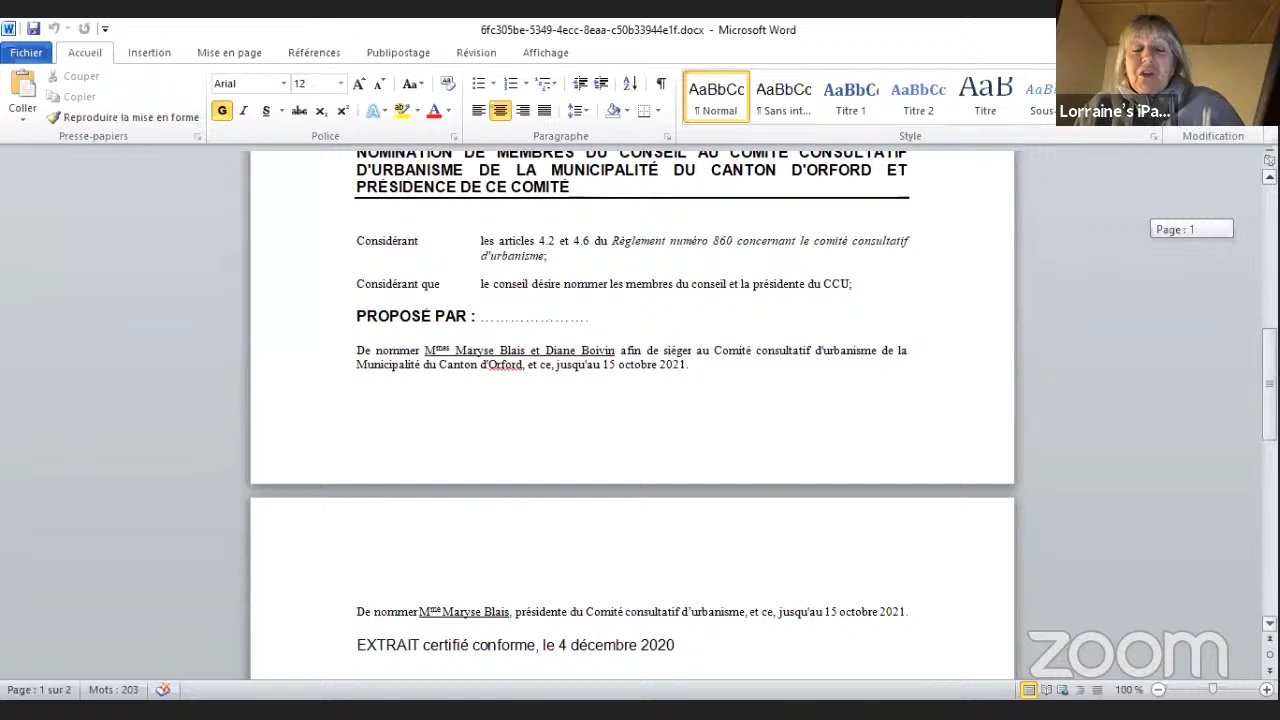 6fc305be-5349-4ecc-8eaa-c50b33944e1f.docx - Microsoft Word
Fichier Accueil Insertion Mise en page Références Publipostage Révision Affichage
Coller
Couper
Copier
Reproduire la mise en forme
Presse-papiers
Arial 12
G I S abc x₂ x² A
Police
Paragraphe
AaBbCc AaBbCc AaBbC AaBbCc AaB AaBb
¶ Normal ¶ Sans int... Titre 1 Titre 2 Titre Sous-
Style
Modification
Lorraine's iPa...
NOMINATION DE MEMBRES DU CONSEIL AU COMITÉ CONSULTATIF
D'URBANISME DE LA MUNICIPALITÉ DU CANTON D'ORFORD ET
PRÉSIDENCE DE CE COMITÉ
Page : 1
Considérant les articles 4.2 et 4.6 du Règlement numéro 860 concernant le comité consultatif
d'urbanisme;
Considérant que le conseil désire nommer les membres du conseil et la présidente du CCU;
PROPOSÉ PAR : ………………….
De nommer Mmes Maryse Blais et Diane Boivin afin de siéger au Comité consultatif d'urbanisme de la
Municipalité du Canton d'Orford, et ce, jusqu'au 15 octobre 2021.
De nommer Mme Maryse Blais, présidente du Comité consultatif d'urbanisme, et ce, jusqu'au 15 octobre 2021.
EXTRAIT certifié conforme, le 4 décembre 2020
zoom
Page : 1 sur 2 Mots : 203 100 %